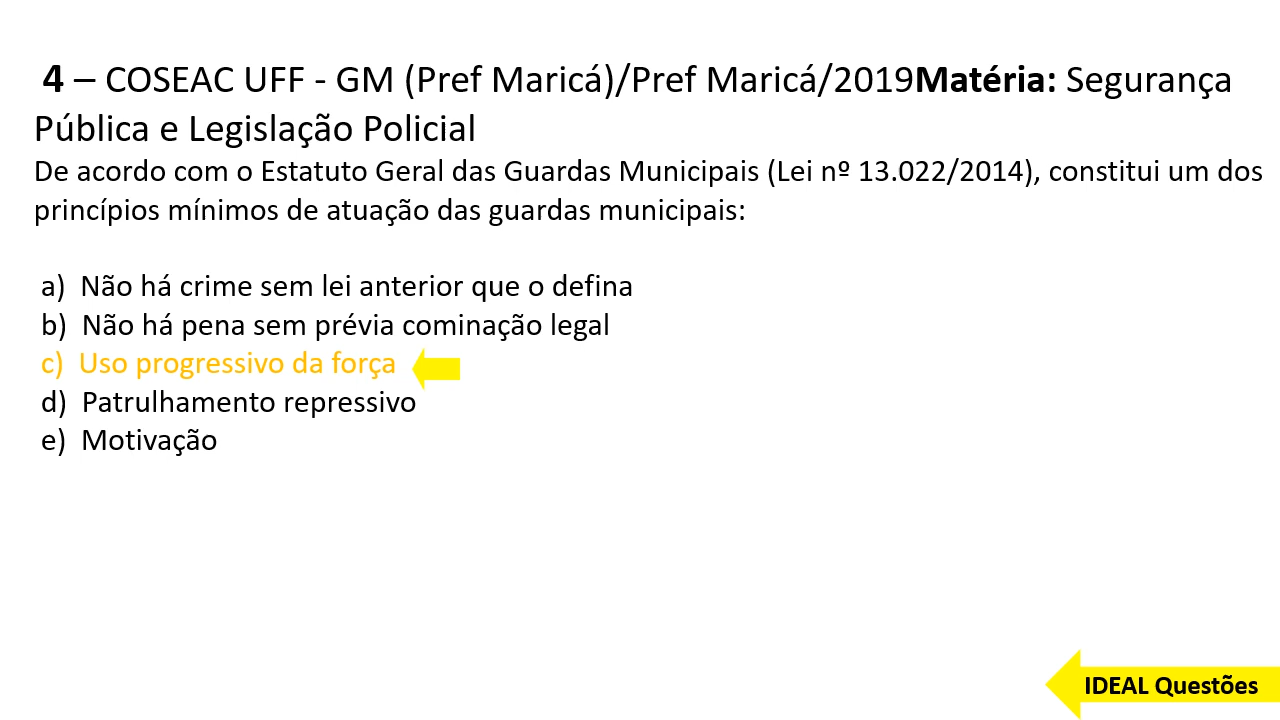 4 – COSEAC UFF - GM (Pref Maricá)/Pref Maricá/2019Matéria: Segurança
Pública e Legislação Policial
De acordo com o Estatuto Geral das Guardas Municipais (Lei nº 13.022/2014), constitui um dos
princípios mínimos de atuação das guardas municipais:
a) Não há crime sem lei anterior que o defina
b) Não há pena sem prévia cominação legal
c) Uso progressivo da força
d) Patrulhamento repressivo
e) Motivação
IDEAL Questões